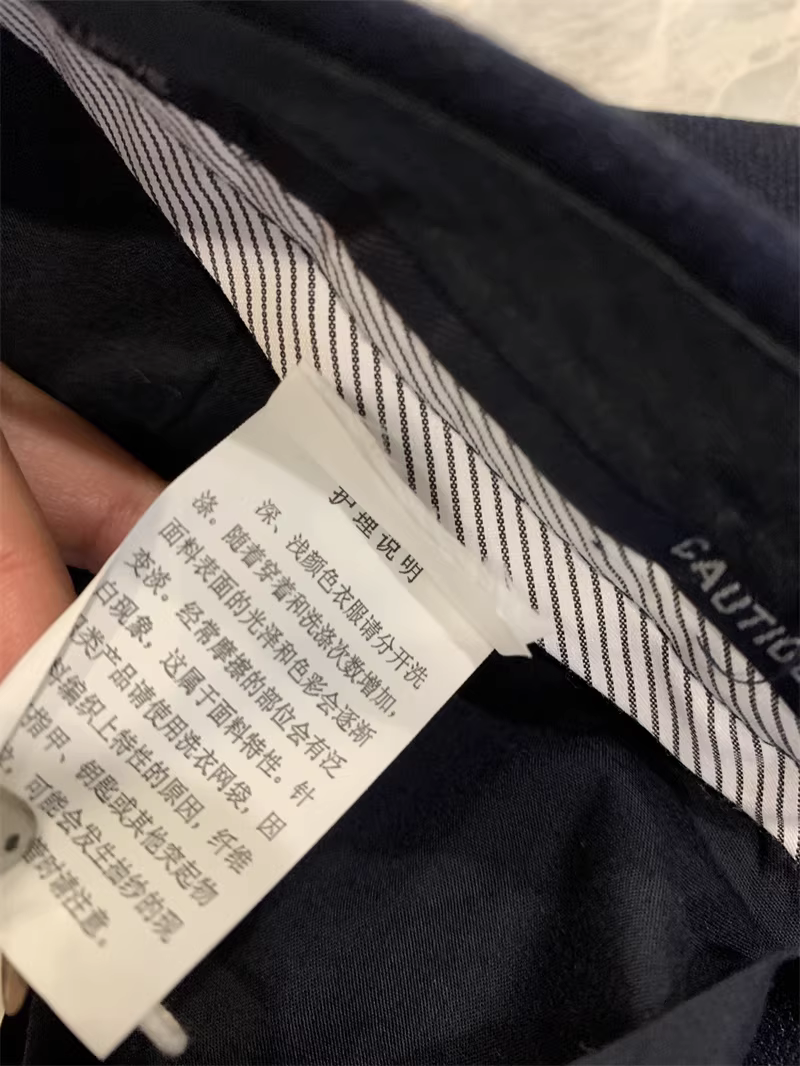 护理说明
深、浅颜色衣服请分开洗
涤。随着穿着和洗涤次数增加,
面料表面的光泽和色彩会逐渐
变淡。经常摩擦的部位会有泛
白现象，这属于面料特性。针
类产品请使用洗衣网袋，因
编织上特性的原因，纤维
指甲、钥匙或其他突起物
，可能会发生抽纱的现
时请注意。
CAUTIO